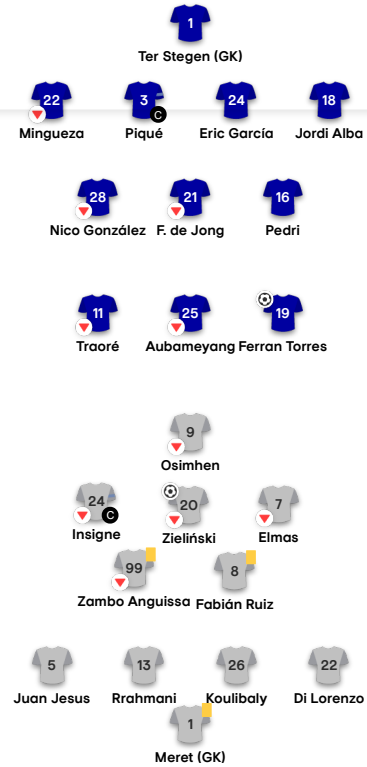 1
Ter Stegen (GK)
22 3 C 24 18
Mingueza Piqué Eric García Jordi Alba
28 21 16
Nico González F. de Jong Pedri
11 25 19
Traoré Aubameyang Ferran Torres
9
Osimhen
24 C 20 7
Insigne Zieliński Elmas
99 8
Zambo Anguissa Fabián Ruiz
5 13 26 22
Juan Jesus Rrahmani Koulibaly Di Lorenzo
1
Meret (GK)